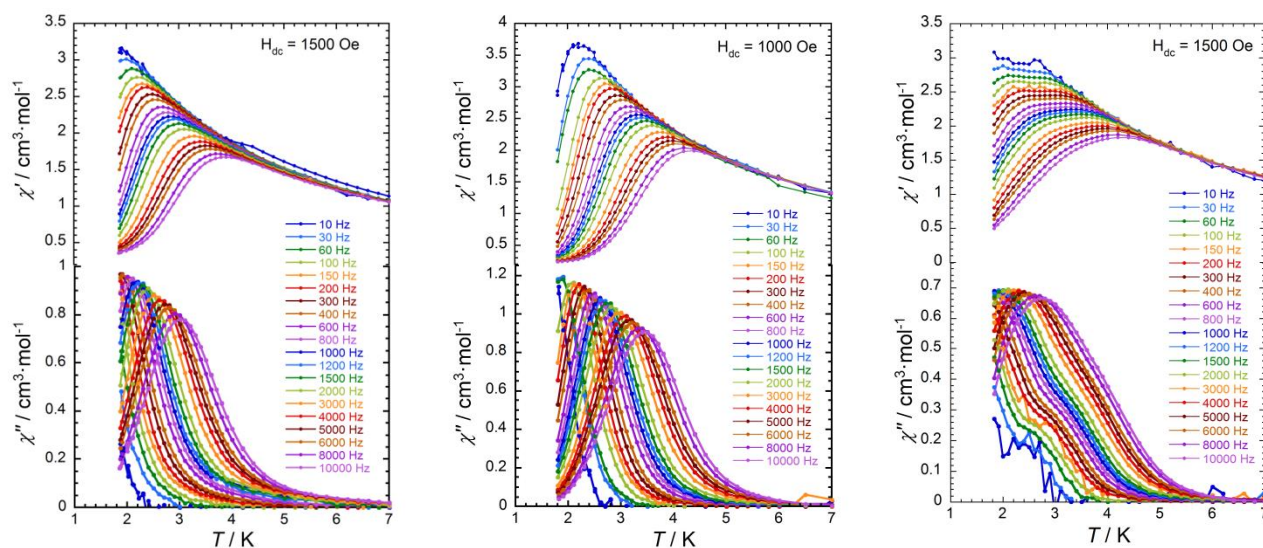 3.5
3
2.5
2
1.5
1
0.5
1
0.8
0.6
0.4
0.2
0
χ' / cm³·mol⁻¹
χ'' / cm³·mol⁻¹
H_dc = 1500 Oe
10 Hz
30 Hz
60 Hz
100 Hz
150 Hz
200 Hz
300 Hz
400 Hz
600 Hz
800 Hz
1000 Hz
1200 Hz
1500 Hz
2000 Hz
3000 Hz
4000 Hz
5000 Hz
6000 Hz
8000 Hz
10000 Hz
1 2 3 4 5 6 7
T / K
4
3.5
3
2.5
2
1.5
1
0.5
1.2
1
0.8
0.6
0.4
0.2
0
χ' / cm³·mol⁻¹
χ'' / cm³·mol⁻¹
H_dc = 1000 Oe
10 Hz
30 Hz
60 Hz
100 Hz
150 Hz
200 Hz
300 Hz
400 Hz
600 Hz
800 Hz
1000 Hz
1200 Hz
1500 Hz
2000 Hz
3000 Hz
4000 Hz
5000 Hz
6000 Hz
8000 Hz
10000 Hz
1 2 3 4 5 6 7
T / K
3.5
3
2.5
2
1.5
1
0.5
0
0.7
0.6
0.5
0.4
0.3
0.2
0.1
0
χ' / cm³·mol⁻¹
χ'' / cm³·mol⁻¹
H_dc = 1500 Oe
10 Hz
30 Hz
60 Hz
100 Hz
150 Hz
200 Hz
300 Hz
400 Hz
600 Hz
800 Hz
1000 Hz
1200 Hz
1500 Hz
2000 Hz
3000 Hz
4000 Hz
5000 Hz
6000 Hz
8000 Hz
10000 Hz
1 2 3 4 5 6 7
T / K